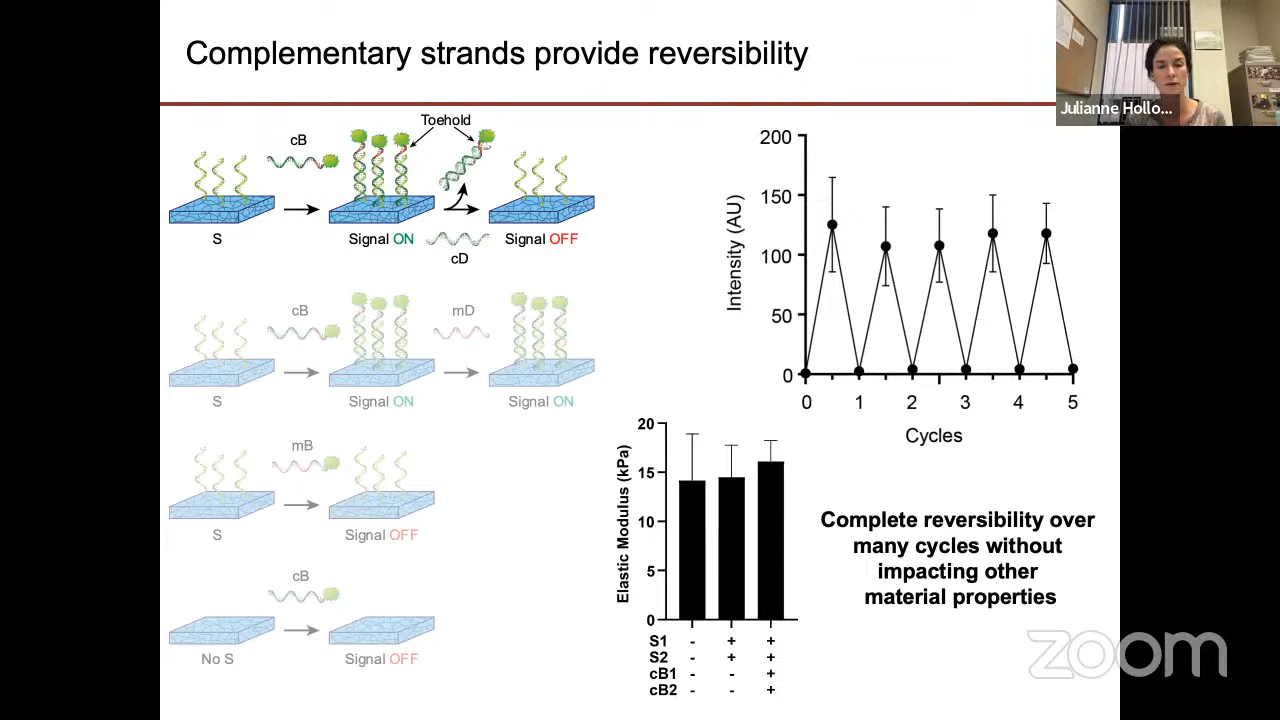 Complementary strands provide reversibility
Julianne Hollo...
Toehold
cB
S
Signal ON
cD
Signal OFF
cB
mD
S
Signal ON
Signal ON
mB
S
Signal OFF
cB
No S
Signal OFF
200
150
100
50
0
Intensity (AU)
0 1 2 3 4 5
Cycles
20
15
10
5
0
Elastic Modulus (kPa)
S1 - + +
S2 - + +
cB1 - - +
cB2 - - +
Complete reversibility over
many cycles without
impacting other
material properties
zoom